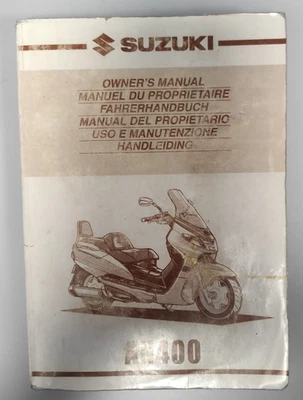 SUZUKI
OWNER'S MANUAL
MANUEL DU PROPRIETAIRE
FAHRERHANDBUCH
MANUAL DEL PROPIETARIO
USO E MANUTENZIONE
HANDLEIDING
AN400